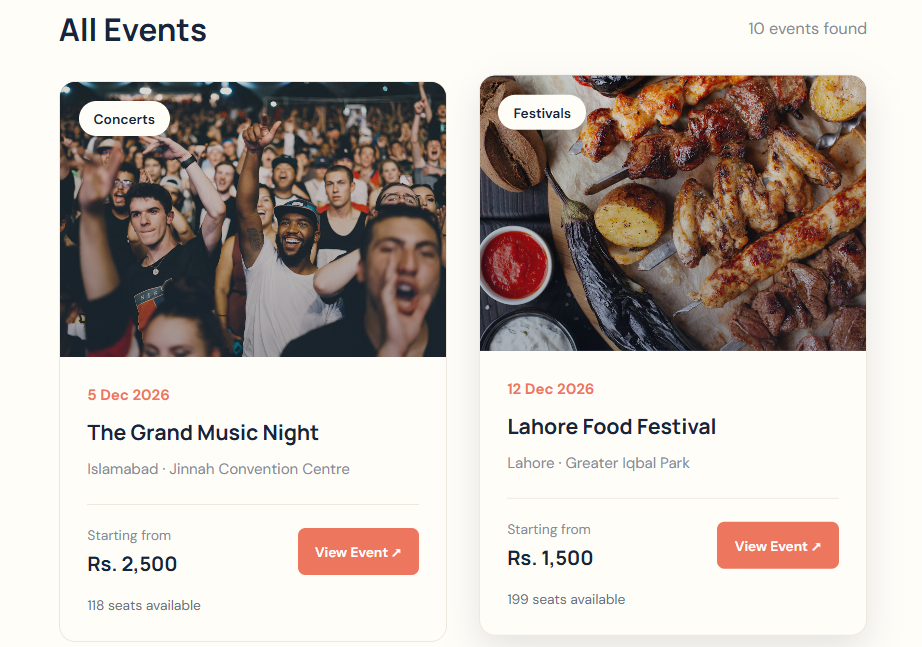 All Events
10 events found
Concerts
5 Dec 2026
The Grand Music Night
Islamabad · Jinnah Convention Centre
Starting from
Rs. 2,500
View Event ↗
118 seats available
Festivals
12 Dec 2026
Lahore Food Festival
Lahore · Greater Iqbal Park
Starting from
Rs. 1,500
View Event ↗
199 seats available